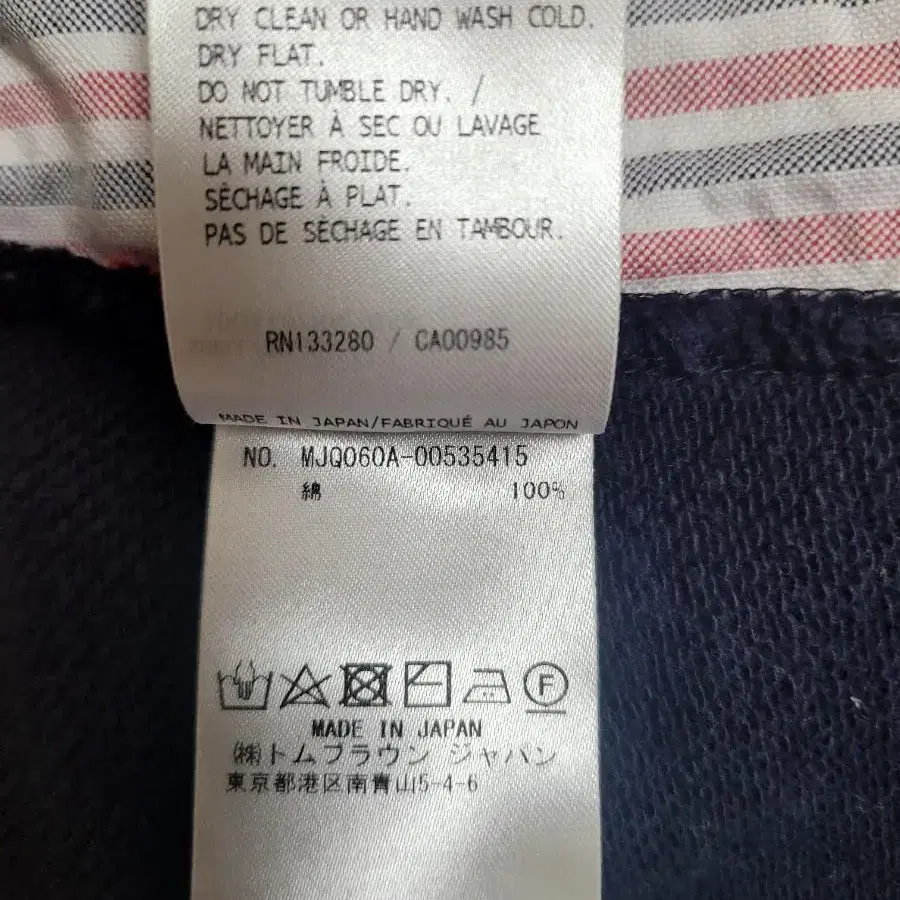 DRY CLEAN OR HAND WASH COLD.
DRY FLAT.
DO NOT TUMBLE DRY. /
NETTOYER À SEC OU LAVAGE
LA MAIN FROIDE.
SÉCHAGE À PLAT.
PAS DE SÉCHAGE EN TAMBOUR.
RN133280 / CA00985
MADE IN JAPAN/FABRIQUÉ AU JAPON
NO. MJQ060A-00535415
綿 100%
F
MADE IN JAPAN
㈱トムブラウン ジャパン
東京都港区南青山5-4-6